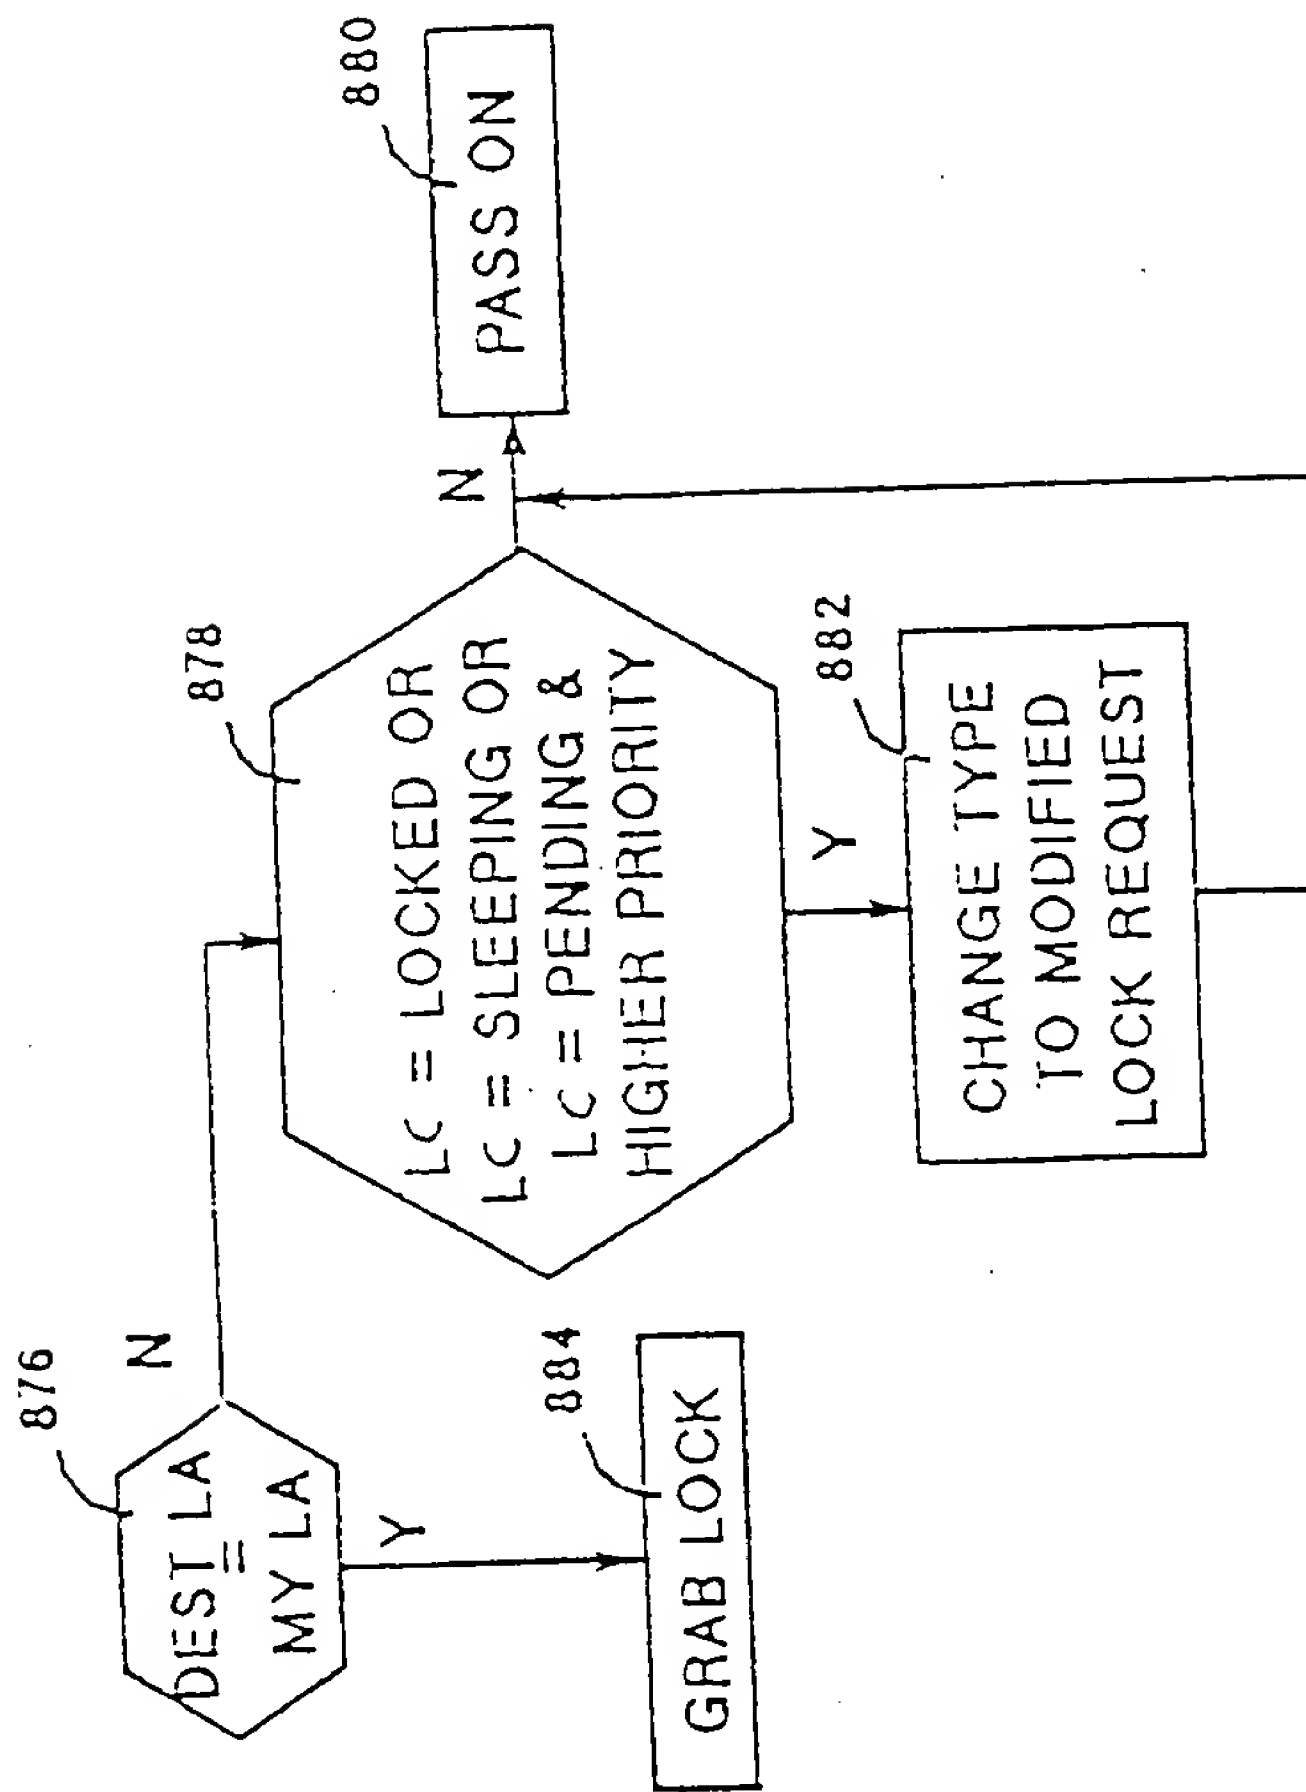 876
DEST LA
=
MY LA
N
Y
884
GRAB LOCK
878
LC = LOCKED OR
LC = SLEEPING OR
LC = PENDING &
HIGHER PRIORITY
N
Y
880
PASS ON
882
CHANGE TYPE
TO MODIFIED
LOCK REQUEST